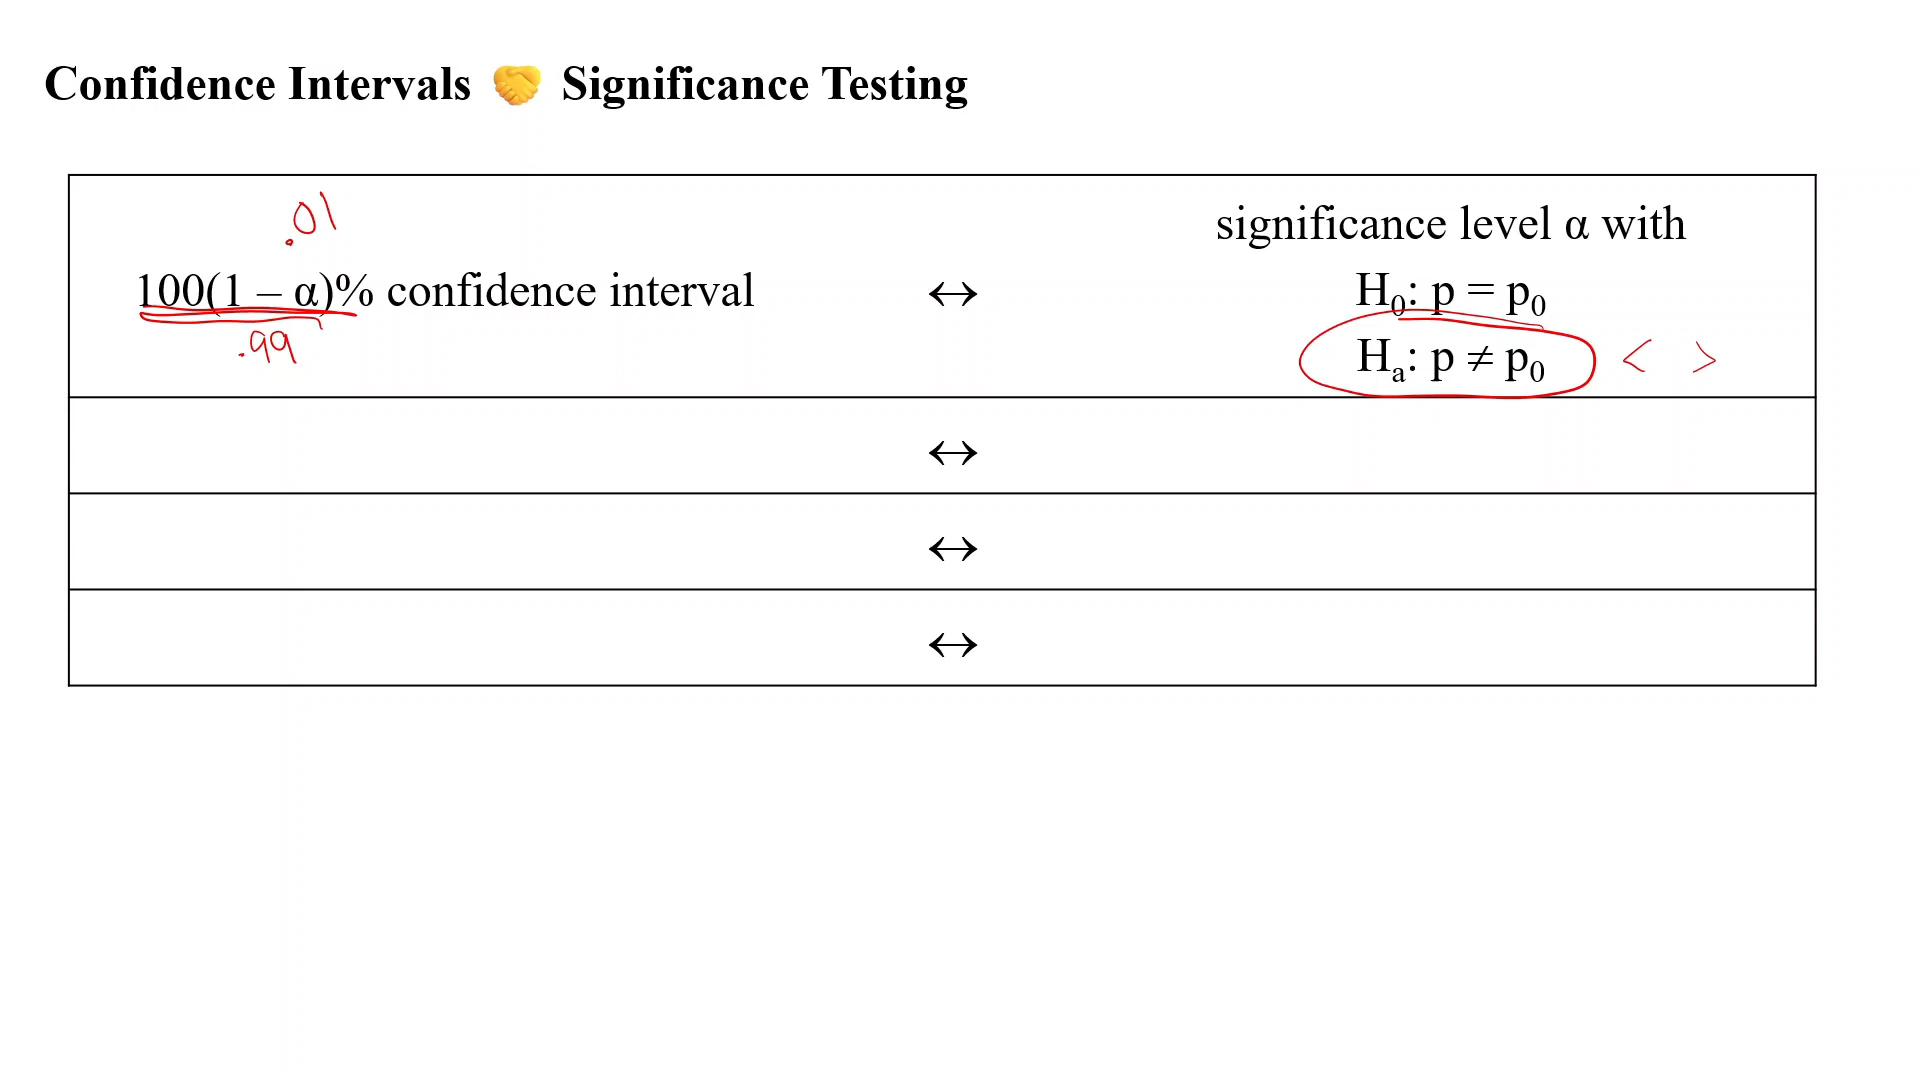 Confidence Intervals 🤝 Significance Testing
.01
significance level α with
100(1 – α)% confidence interval ↔ H₀: p = p₀
.99
Hₐ: p ≠ p₀ < >
↔
↔
↔